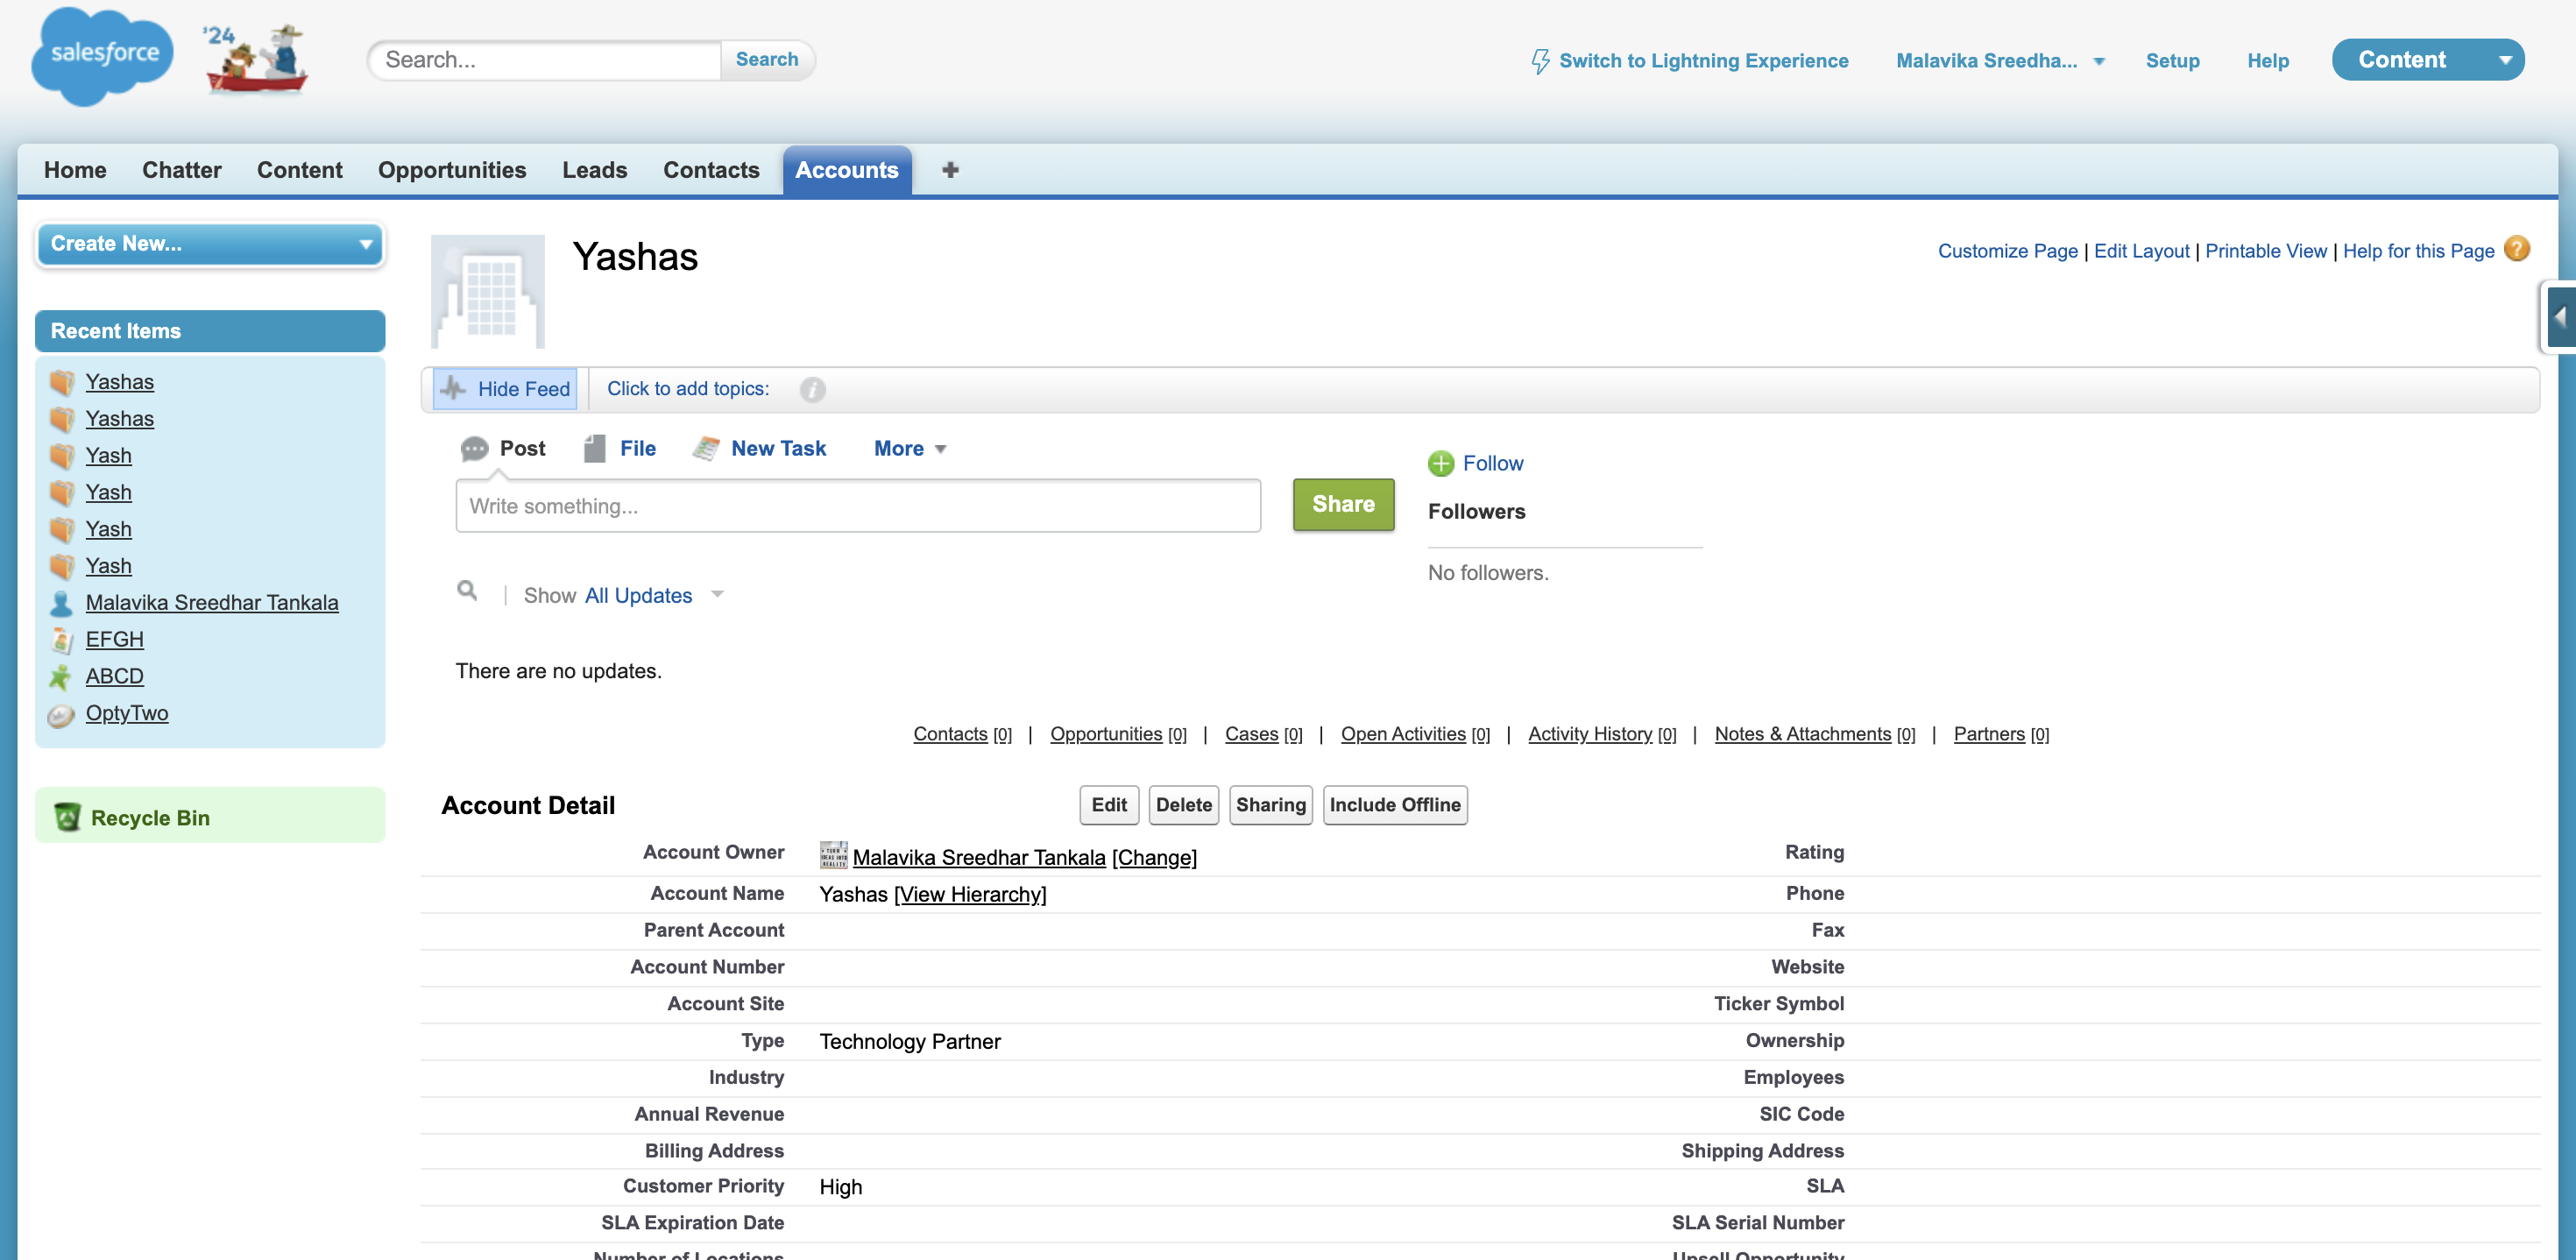 salesforce
'24
Search...
Search
Switch to Lightning Experience
Malavika Sreedha...
Setup
Help
Content
Home
Chatter
Content
Opportunities
Leads
Contacts
Accounts
Create New...
Recent Items
Yashas
Yashas
Yash
Yash
Yash
Yash
Malavika Sreedhar Tankala
EFGH
ABCD
OptyTwo
Recycle Bin
Yashas
Customize Page | Edit Layout | Printable View | Help for this Page ?
Hide Feed
Click to add topics: i
Post
File
New Task
More
Write something...
Share
Follow
Followers
No followers.
Show All Updates
There are no updates.
Contacts [0] | Opportunities [0] | Cases [0] | Open Activities [0] | Activity History [0] | Notes & Attachments [0] | Partners [0]
Account Detail
Edit
Delete
Sharing
Include Offline
Account Owner Malavika Sreedhar Tankala [Change] Rating
Account Name Yashas [View Hierarchy] Phone
Parent Account Fax
Account Number Website
Account Site Ticker Symbol
Type Technology Partner Ownership
Industry Employees
Annual Revenue SIC Code
Billing Address Shipping Address
Customer Priority High SLA
SLA Expiration Date SLA Serial Number
Number of Locations Upsell Opportunity